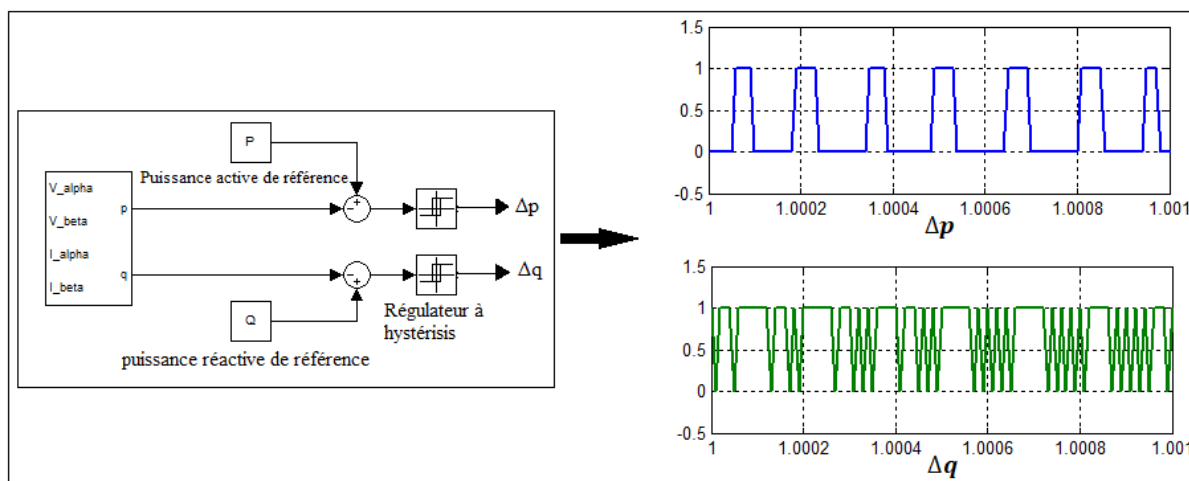 P
Puissance active de référence
V_alpha
V_beta
I_alpha
I_beta
p
q
Δp
Δq
Q
Régulateur à
hystérisis
puissance réactive de référence
1.5
1
0.5
0
-0.5
1
1.0002
1.0004
1.0006
1.0008
1.001
Δp
1.5
1
0.5
0
-0.5
1
1.0002
1.0004
1.0006
1.0008
1.001
Δq